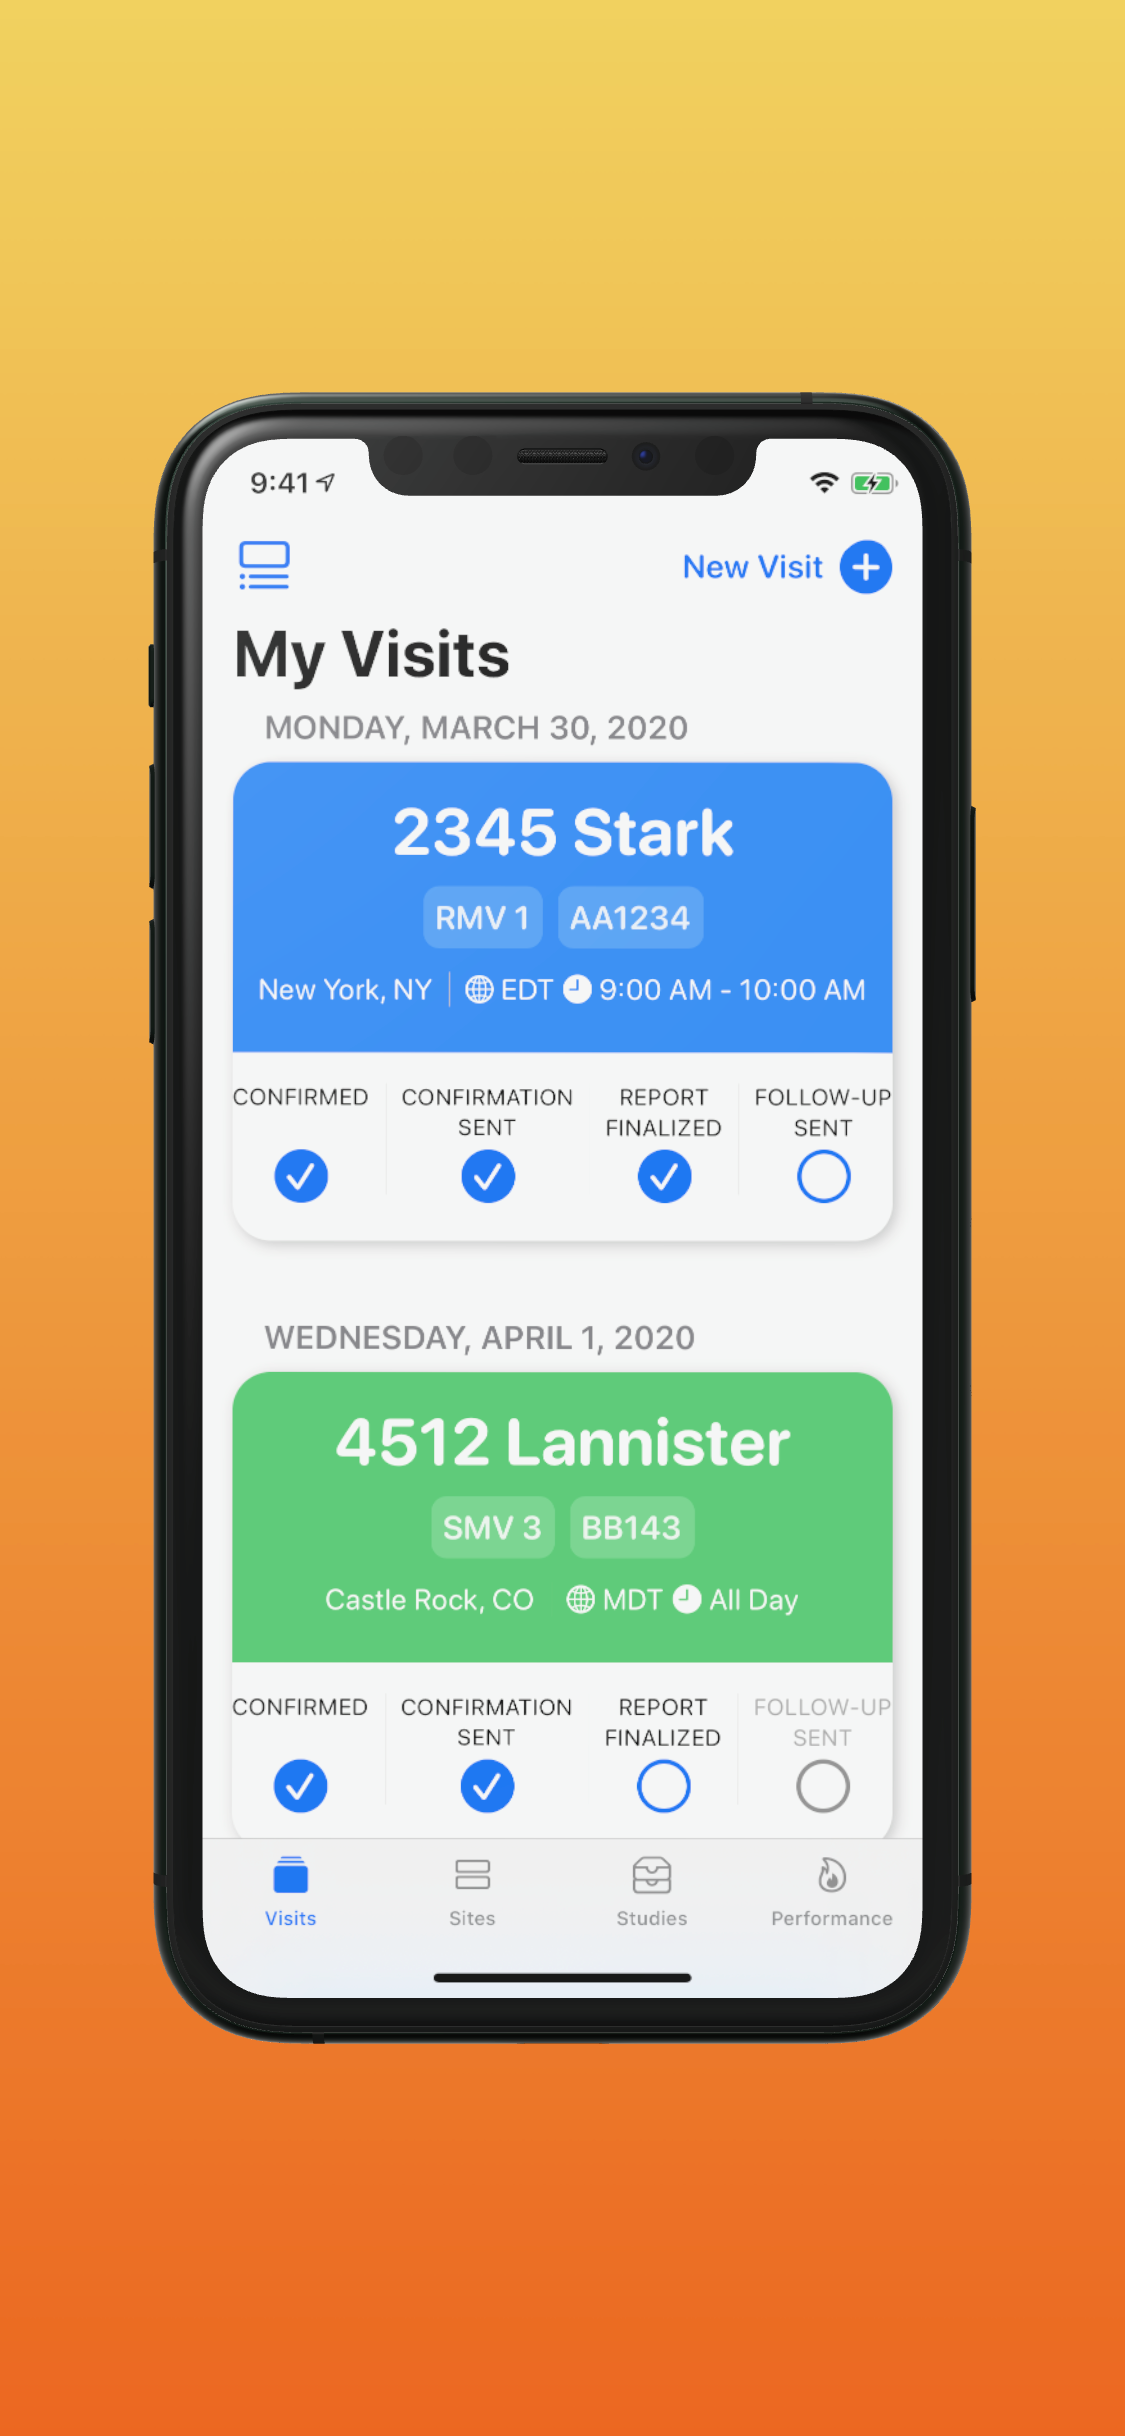 9:41
New Visit
My Visits
MONDAY, MARCH 30, 2020
2345 Stark
RMV 1 AA1234
New York, NY EDT 9:00 AM - 10:00 AM
CONFIRMED CONFIRMATION SENT REPORT FINALIZED FOLLOW-UP SENT
WEDNESDAY, APRIL 1, 2020
4512 Lannister
SMV 3 BB143
Castle Rock, CO MDT All Day
CONFIRMED CONFIRMATION SENT REPORT FINALIZED FOLLOW-UP SENT
Visits Sites Studies Performance